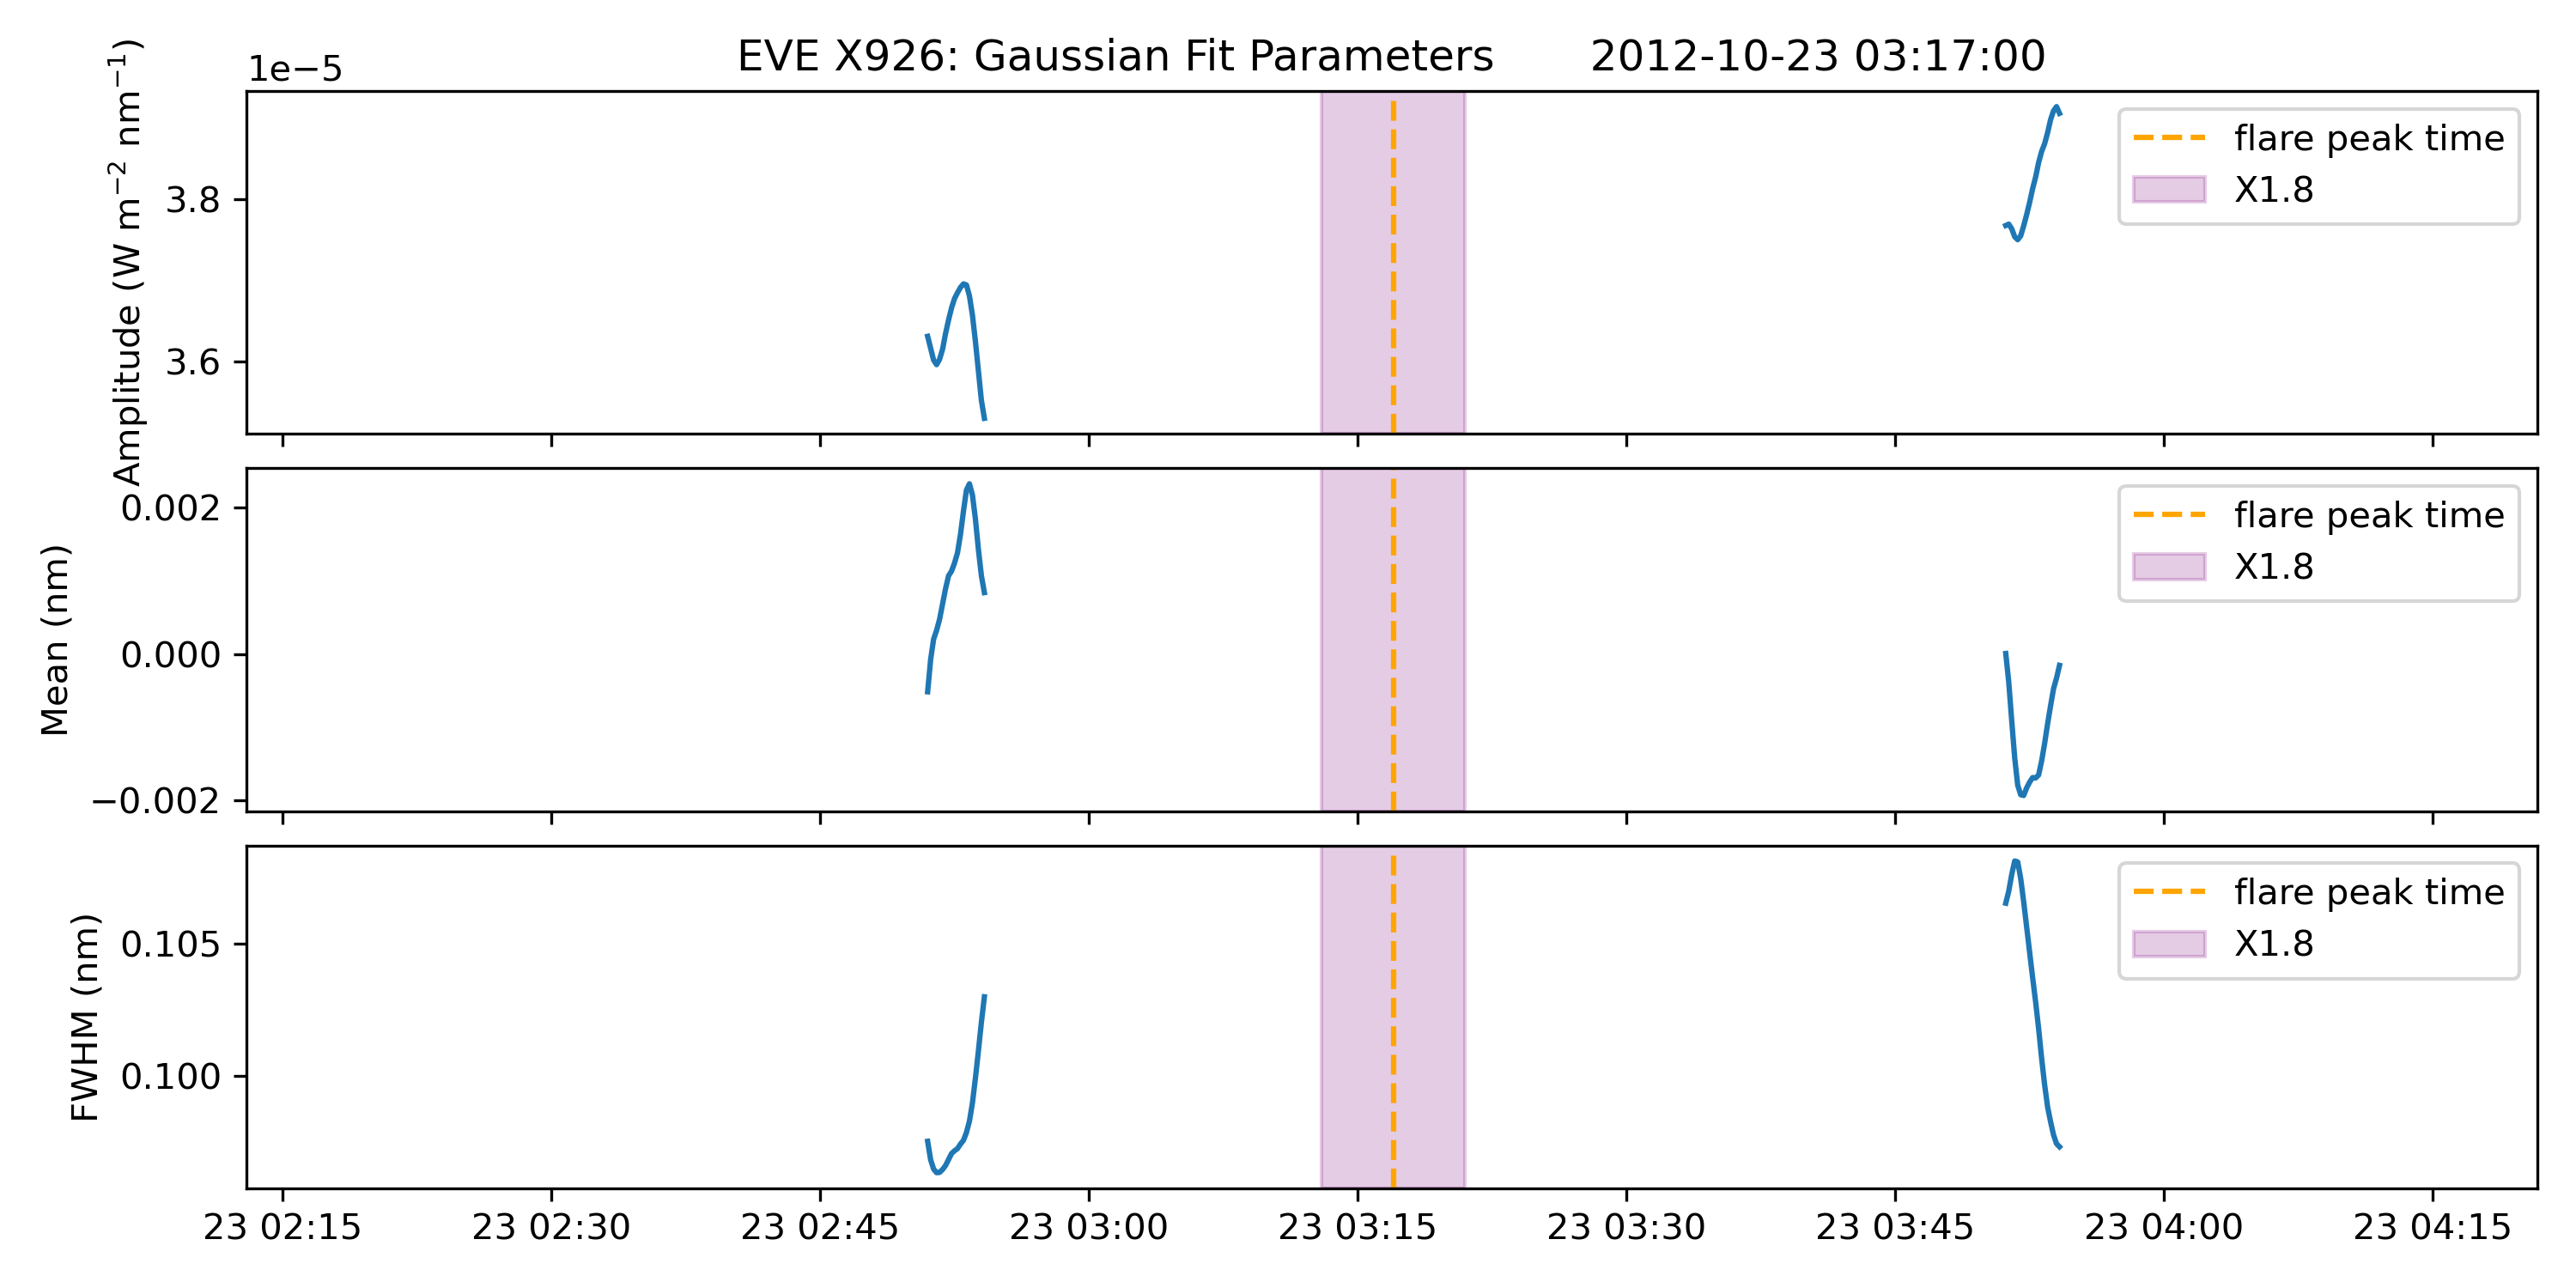 EVE X926: Gaussian Fit Parameters 2012-10-23 03:17:00
1e−5
Amplitude (W m⁻² nm⁻¹)
3.8
3.6
flare peak time
X1.8
Mean (nm)
0.002
0.000
−0.002
flare peak time
X1.8
FWHM (nm)
0.105
0.100
flare peak time
X1.8
23 02:15 23 02:30 23 02:45 23 03:00 23 03:15 23 03:30 23 03:45 23 04:00 23 04:15